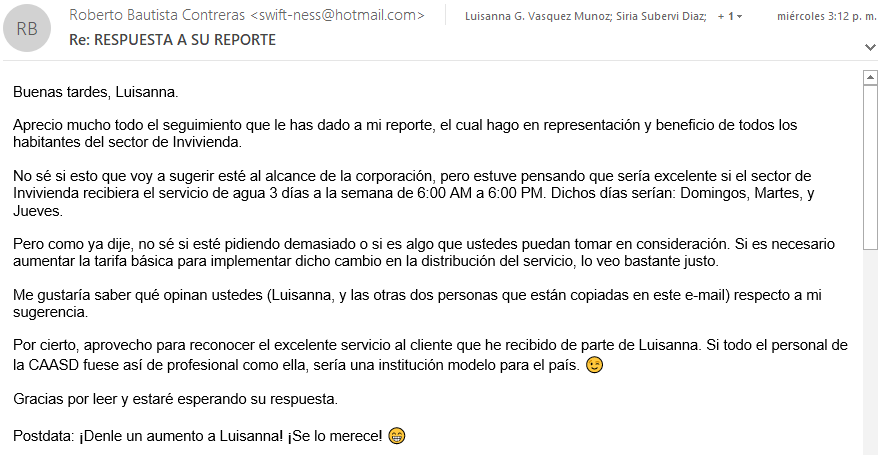 RB
Roberto Bautista Contreras <swift-ness@hotmail.com>
Luisanna G. Vasquez Munoz; Siria Subervi Diaz; + 1
miércoles 3:12 p. m.
Re: RESPUESTA A SU REPORTE
Buenas tardes, Luisanna.
Aprecio mucho todo el seguimiento que le has dado a mi reporte, el cual hago en representación y beneficio de todos los
habitantes del sector de Invivienda.
No sé si esto que voy a sugerir esté al alcance de la corporación, pero estuve pensando que sería excelente si el sector de
Invivienda recibiera el servicio de agua 3 días a la semana de 6:00 AM a 6:00 PM. Dichos días serían: Domingos, Martes, y
Jueves.
Pero como ya dije, no sé si esté pidiendo demasiado o si es algo que ustedes puedan tomar en consideración. Si es necesario
aumentar la tarifa básica para implementar dicho cambio en la distribución del servicio, lo veo bastante justo.
Me gustaría saber qué opinan ustedes (Luisanna, y las otras dos personas que están copiadas en este e-mail) respecto a mi
sugerencia.
Por cierto, aprovecho para reconocer el excelente servicio al cliente que he recibido de parte de Luisanna. Si todo el personal de
la CAASD fuese así de profesional como ella, sería una institución modelo para el país. 😉
Gracias por leer y estaré esperando su respuesta.
Postdata: ¡Denle un aumento a Luisanna! ¡Se lo merece! 😁